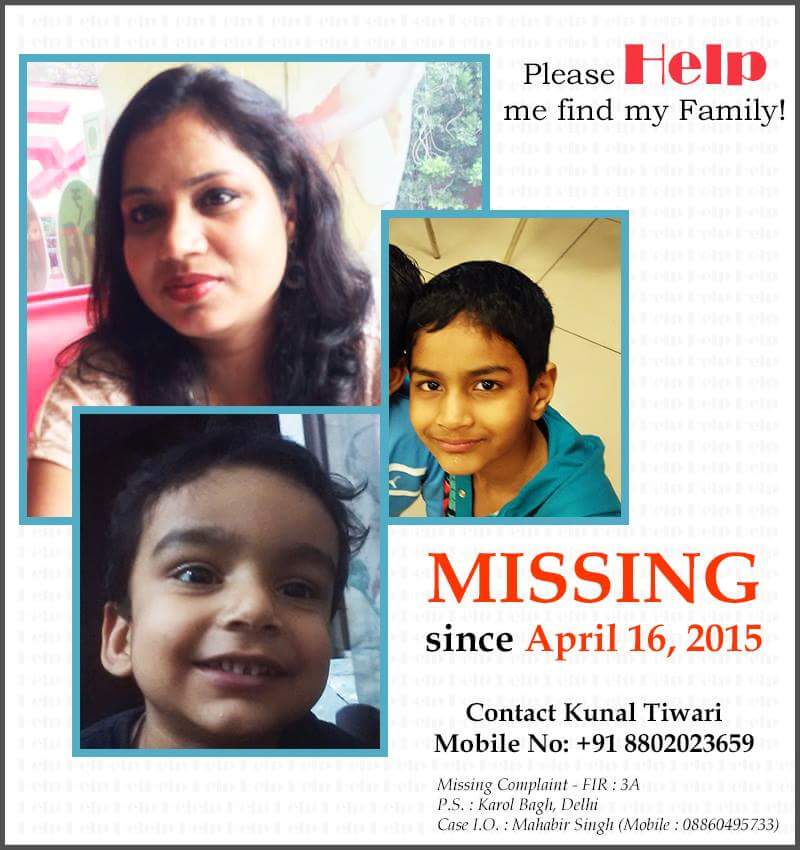 Please Help
me find my Family!
MISSING
since April 16, 2015
Contact Kunal Tiwari
Mobile No: +91 8802023659
Missing Complaint - FIR : 3A
P.S. : Karol Bagh, Delhi
Case I.O. : Mahabir Singh (Mobile : 08860495733)